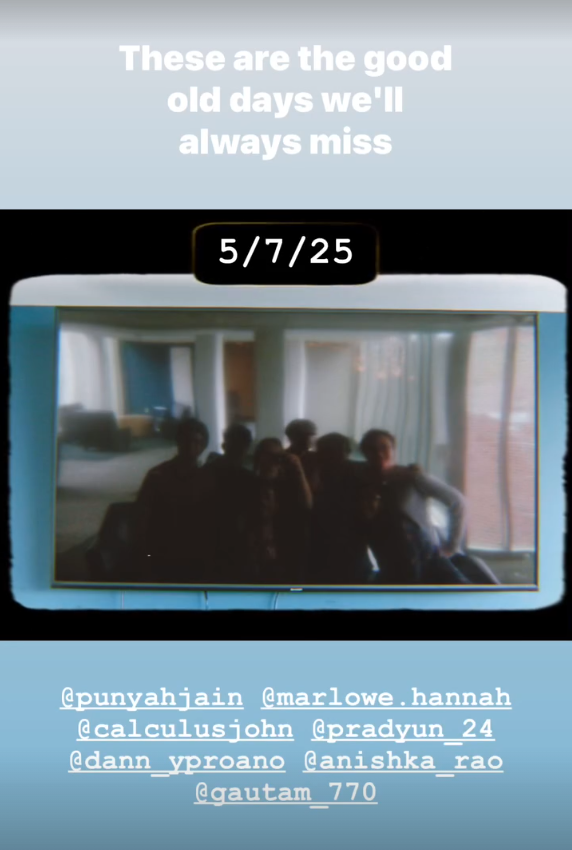 These are the good
old days we'll
always miss
5/7/25
@punyahjain @marlowe.hannah
@calculusjohn @pradyun_24
@dann_yproano @anishka_rao
@gautam_770